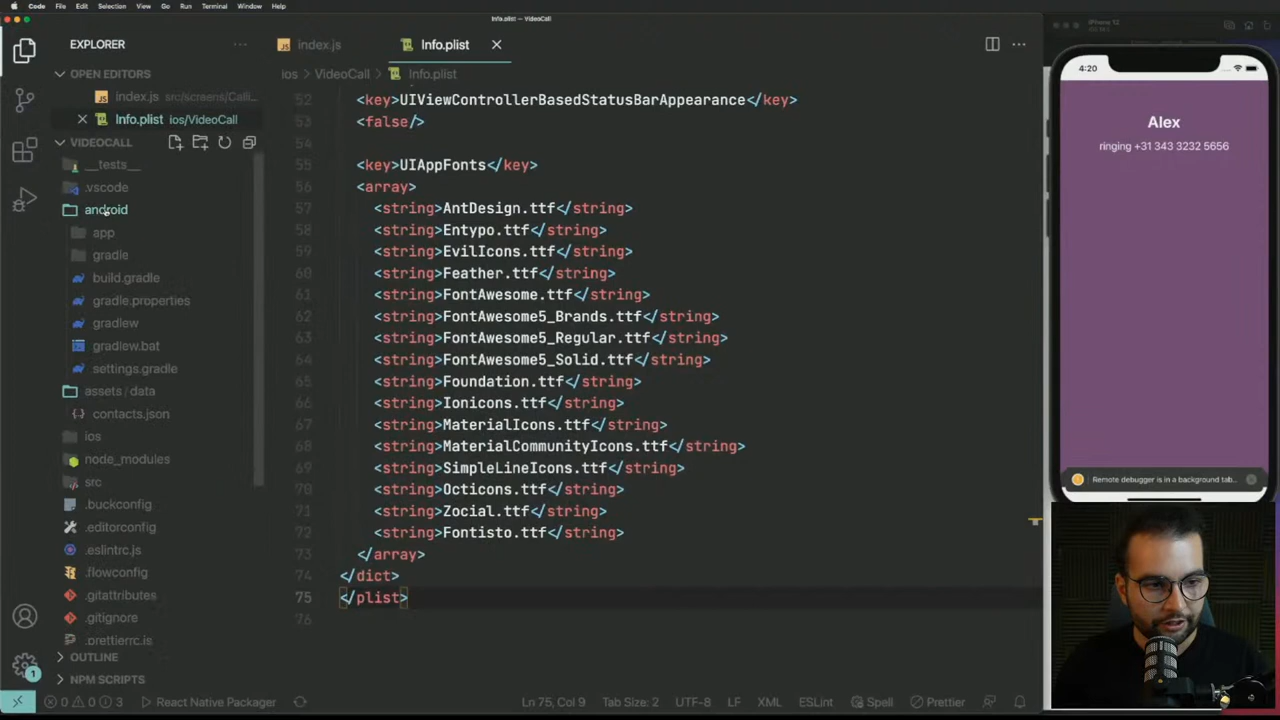 Code File Edit Selection View Go Run Terminal Window Help
Info.plist — VideoCall
EXPLORER
OPEN EDITORS
index.js src/screens/Calli...
Info.plist ios/VideoCall
VIDEOCALL
__tests__
.vscode
android
app
gradle
build.gradle
gradle.properties
gradlew
gradlew.bat
settings.gradle
assets / data
contacts.json
ios
node_modules
src
.buckconfig
.editorconfig
.eslintrc.js
.flowconfig
.gitattributes
.gitignore
.prettierrc.js
OUTLINE
NPM SCRIPTS
index.js
Info.plist
ios > VideoCall > Info.plist
52 <key>UIViewControllerBasedStatusBarAppearance</key>
53 <false/>
54
55 <key>UIAppFonts</key>
56 <array>
57 <string>AntDesign.ttf</string>
58 <string>Entypo.ttf</string>
59 <string>EvilIcons.ttf</string>
60 <string>Feather.ttf</string>
61 <string>FontAwesome.ttf</string>
62 <string>FontAwesome5_Brands.ttf</string>
63 <string>FontAwesome5_Regular.ttf</string>
64 <string>FontAwesome5_Solid.ttf</string>
65 <string>Foundation.ttf</string>
66 <string>Ionicons.ttf</string>
67 <string>MaterialIcons.ttf</string>
68 <string>MaterialCommunityIcons.ttf</string>
69 <string>SimpleLineIcons.ttf</string>
70 <string>Octicons.ttf</string>
71 <string>Zocial.ttf</string>
72 <string>Fontisto.ttf</string>
73 </array>
74 </dict>
75 </plist>
76
1
0 0 3 React Native Packager
Ln 75, Col 9 Tab Size: 2 UTF-8 LF XML ESLint Spell Prettier
iPhone 12
4:20
Alex
ringing +31 343 3232 5656
Remote debugger is in a background tab...